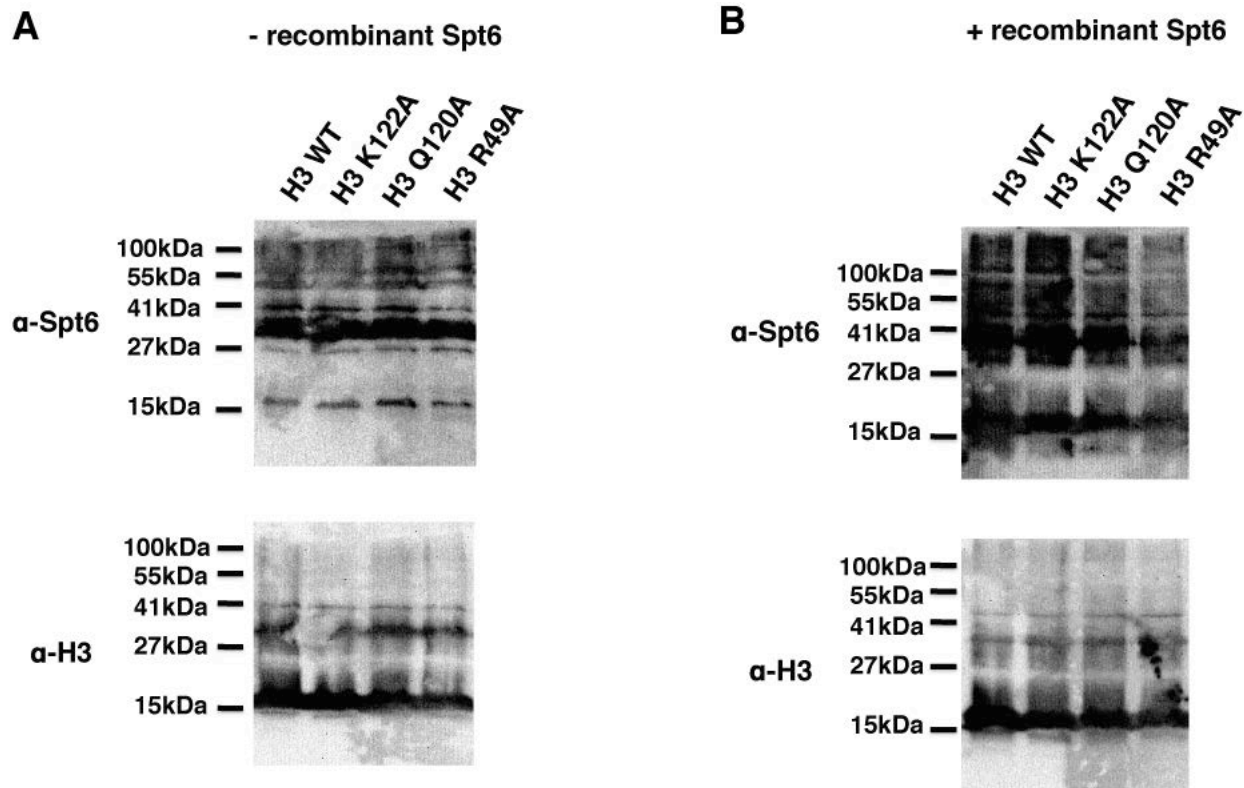 A
- recombinant Spt6
H3 WT
H3 K122A
H3 Q120A
H3 R49A
100kDa
55kDa
41kDa
α-Spt6
27kDa
15kDa
100kDa
55kDa
41kDa
α-H3
27kDa
15kDa
B
+ recombinant Spt6
H3 WT
H3 K122A
H3 Q120A
H3 R49A
100kDa
55kDa
α-Spt6
41kDa
27kDa
15kDa
100kDa
55kDa
41kDa
α-H3
27kDa
15kDa